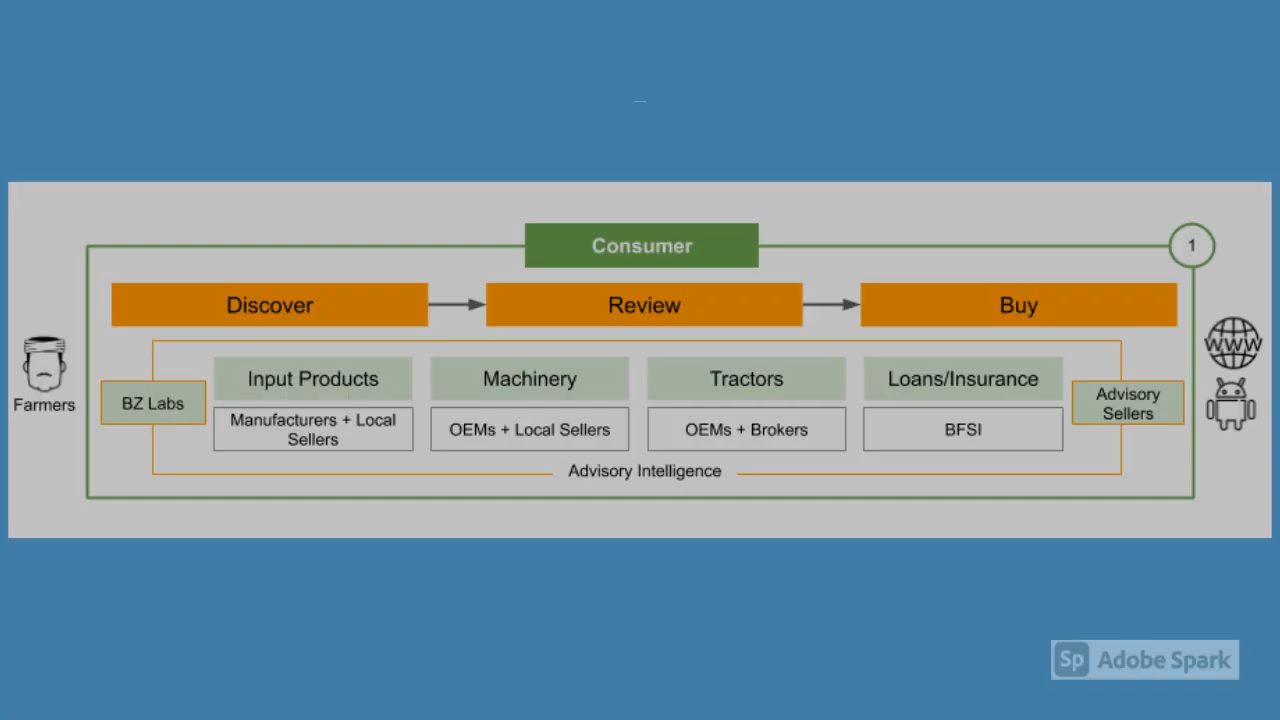 Consumer
1
Discover
Review
Buy
Input Products
Machinery
Tractors
Loans/Insurance
Manufacturers + Local
Sellers
OEMs + Local Sellers
OEMs + Brokers
BFSI
BZ Labs
Advisory
Sellers
Advisory Intelligence
Farmers
WWW
Sp Adobe Spark